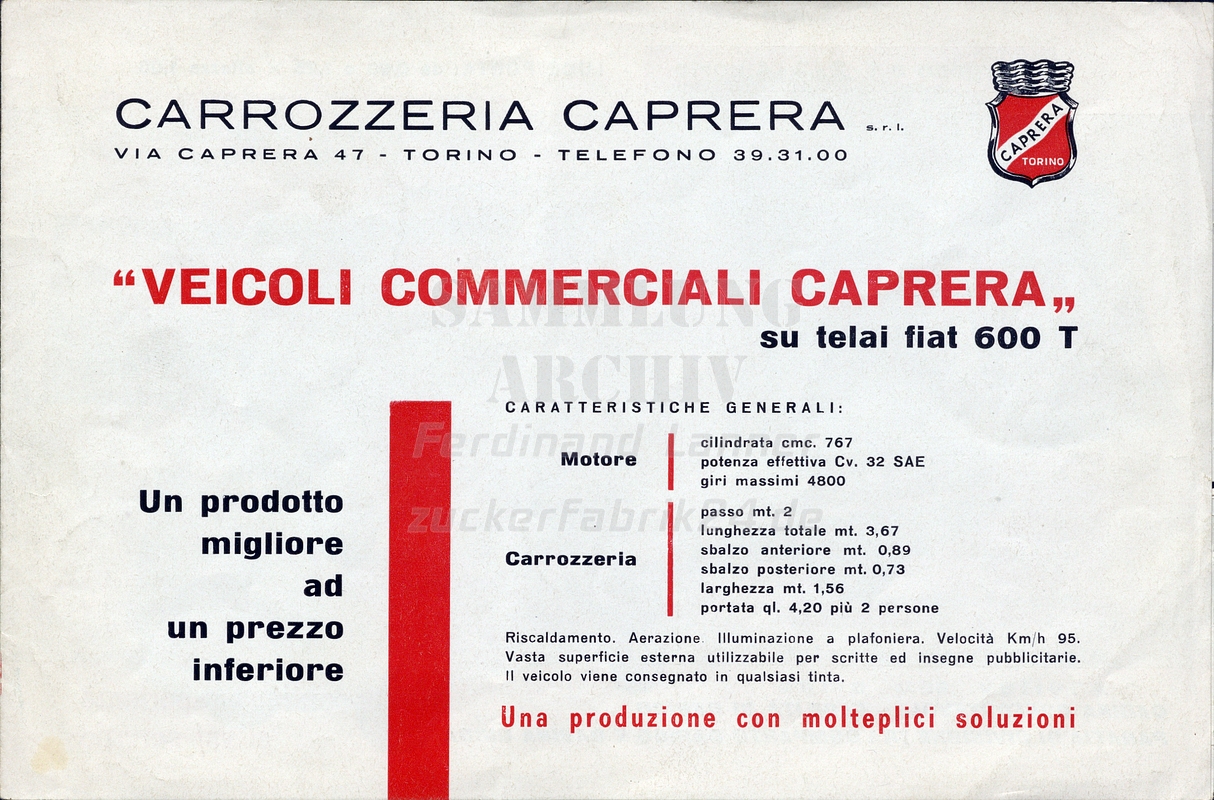 CARROZZERIA CAPRERA s. r. l.
VIA CAPRERA 47 - TORINO - TELEFONO 39.31.00
CAPRERA
TORINO
“VEICOLI COMMERCIALI CAPRERA„
su telai fiat 600 T
SAMMLUNG
ARCHIV
Ferdinand Lanner
zuckerfabrik24.de
Un prodotto
migliore
ad
un prezzo
inferiore
CARATTERISTICHE GENERALI:
Motore
cilindrata cmc. 767
potenza effettiva Cv. 32 SAE
giri massimi 4800
Carrozzeria
passo mt. 2
lunghezza totale mt. 3,67
sbalzo anteriore mt. 0,89
sbalzo posteriore mt. 0,73
larghezza mt. 1,56
portata ql. 4,20 più 2 persone
Riscaldamento. Aerazione. Illuminazione a plafoniera. Velocità Km/h 95.
Vasta superficie esterna utilizzabile per scritte ed insegne pubblicitarie.
Il veicolo viene consegnato in qualsiasi tinta.
Una produzione con molteplici soluzioni